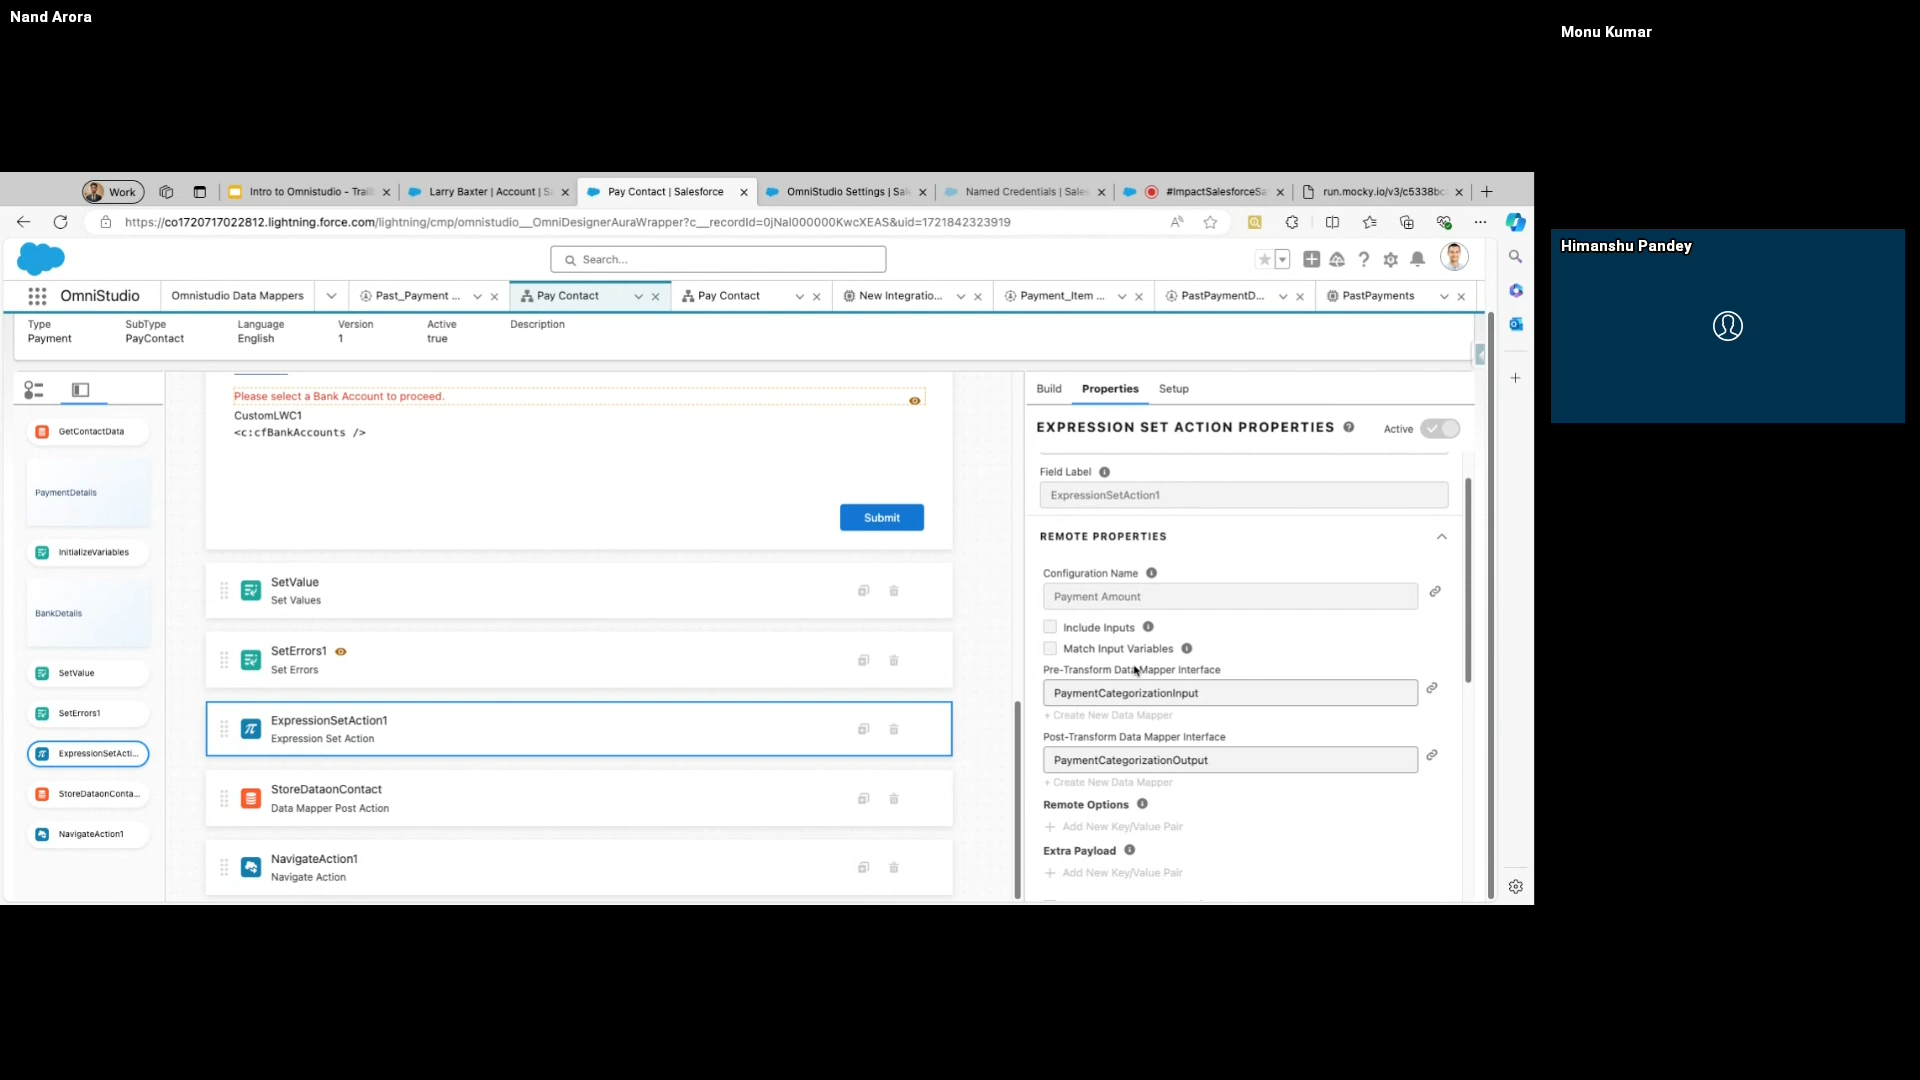 Nand Arora
Monu Kumar
Himanshu Pandey
Work
Intro to Omnistudio - Trai
Larry Baxter | Account | S
Pay Contact | Salesforce
OmniStudio Settings | Sal
Named Credentials | Sales
#ImpactSalesforceSa
run.mocky.io/v3/c5338bc
https://co1720717022812.lightning.force.com/lightning/cmp/omnistudio__OmniDesignerAuraWrapper?c__recordId=0jNal000000KwcXEAS&uid=1721842323919
Search...
OmniStudio
Omnistudio Data Mappers
Past_Payment ...
Pay Contact
Pay Contact
New Integratio...
Payment_Item ...
PastPaymentD...
PastPayments
Type
Payment
SubType
PayContact
Language
English
Version
1
Active
true
Description
GetContactData
PaymentDetails
InitializeVariables
BankDetails
SetValue
SetErrors1
ExpressionSetActi...
StoreDataonConta...
NavigateAction1
Please select a Bank Account to proceed.
CustomLWC1
<c:cfBankAccounts />
Submit
SetValue
Set Values
SetErrors1
Set Errors
ExpressionSetAction1
Expression Set Action
StoreDataonContact
Data Mapper Post Action
NavigateAction1
Navigate Action
Build
Properties
Setup
EXPRESSION SET ACTION PROPERTIES
Active
Field Label
ExpressionSetAction1
REMOTE PROPERTIES
Configuration Name
Payment Amount
Include Inputs
Match Input Variables
Pre-Transform Data Mapper Interface
PaymentCategorizationInput
+ Create New Data Mapper
Post-Transform Data Mapper Interface
PaymentCategorizationOutput
+ Create New Data Mapper
Remote Options
+ Add New Key/Value Pair
Extra Payload
+ Add New Key/Value Pair